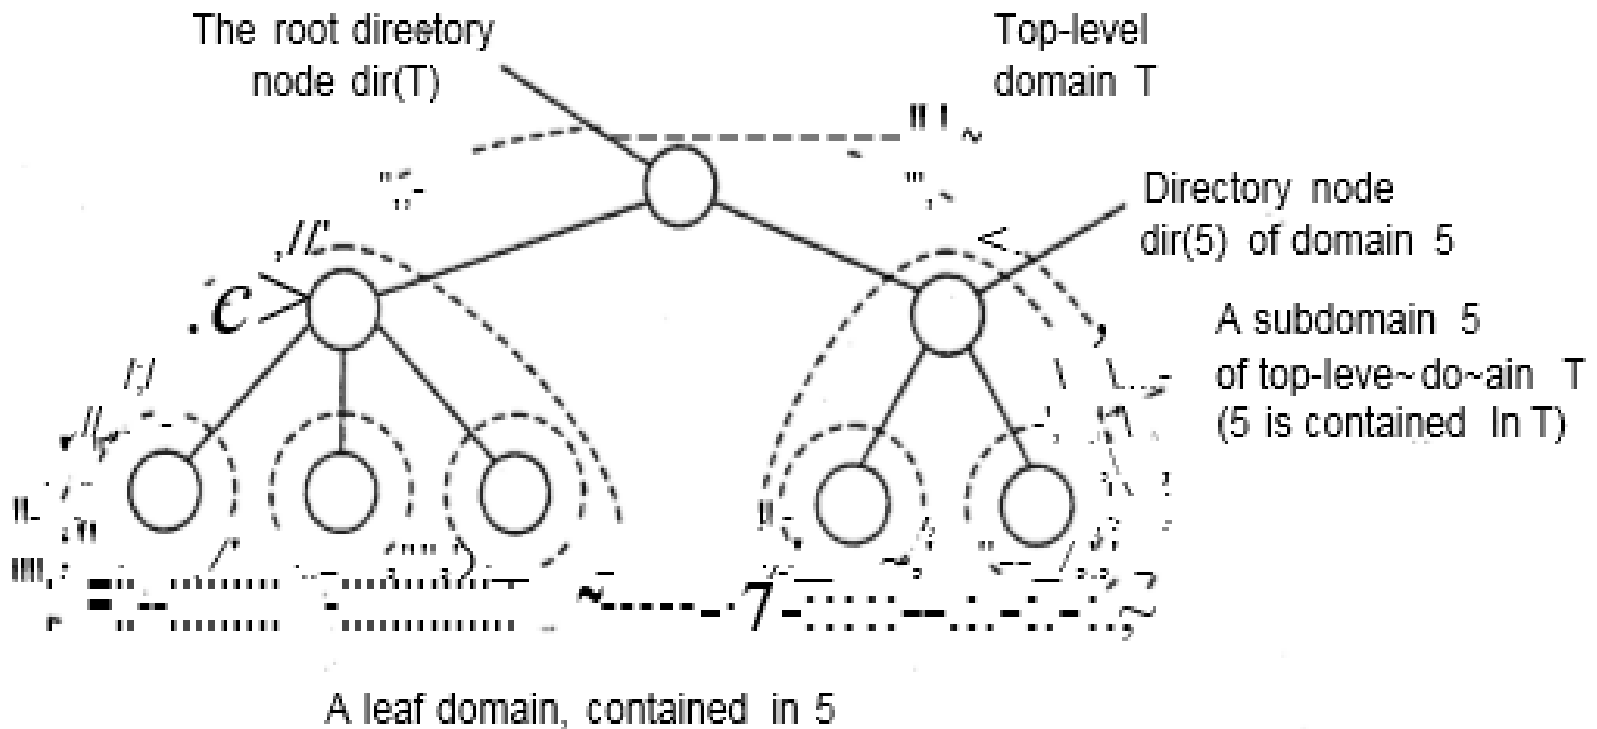 The root direetory
node dir(T)
Top-level
domain T
Directory node
dir(5) of domain 5
A subdomain 5
of top-leve~do~ain T
(5 is contained In T)
A leaf domain, contained in 5